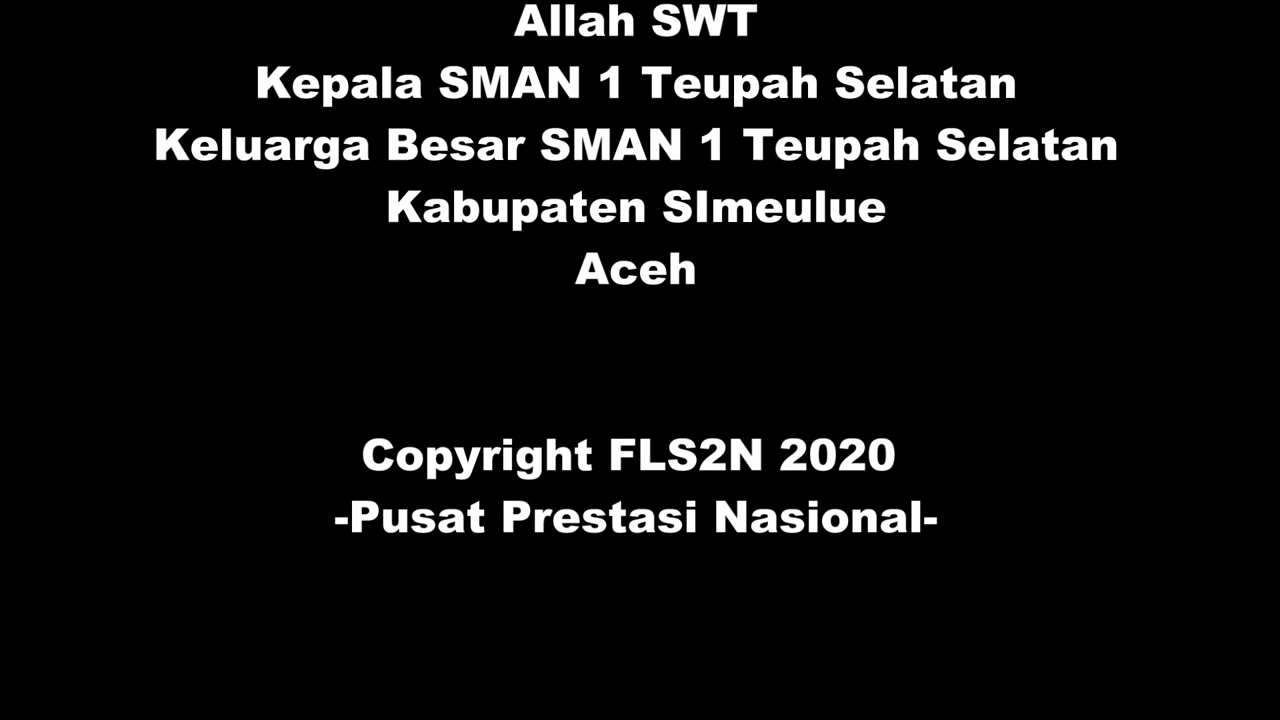 Allah SWT
Kepala SMAN 1 Teupah Selatan
Keluarga Besar SMAN 1 Teupah Selatan
Kabupaten SImeulue
Aceh
Copyright FLS2N 2020
-Pusat Prestasi Nasional-